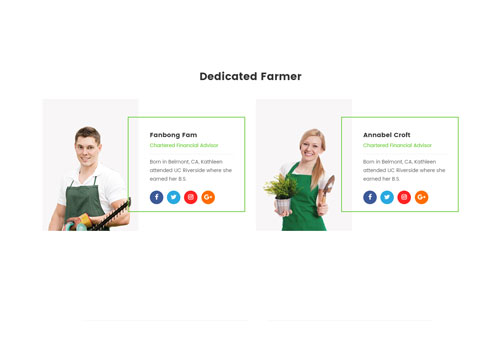 Dedicated Farmer
Fanbong Fam
Chartered Financial Advisor
Born in Belmont, CA, Kathleen
attended UC Riverside where she
earned her B.S.
Annabel Croft
Chartered Financial Advisor
Born in Belmont, CA, Kathleen
attended UC Riverside where she
earned her B.S.